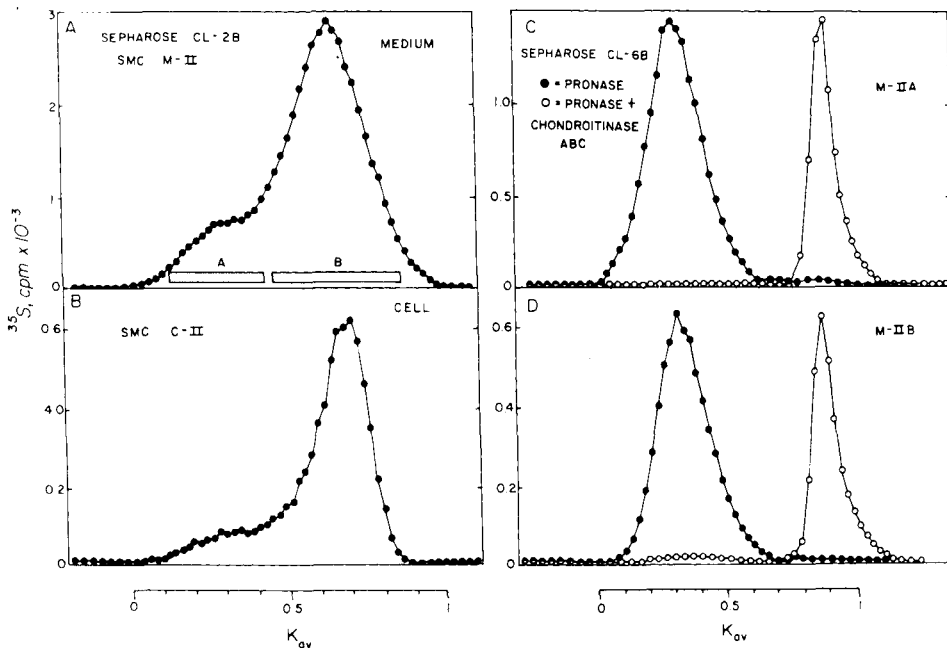 A
SEPHAROSE CL-2B
SMC M-II
MEDIUM
3
2
1
0
A
B
B
SMC C-II
CELL
0.6
4.0
0.2
0
35S, cpm x 10-3
0
0.5
1
Kav
C
SEPHAROSE CL-6B
● = PRONASE
○ = PRONASE +
CHONDROITINASE
ABC
M-IIA
1.0
0.5
0
D
M-IIB
0.6
0.4
0.2
0
0
0.5
1
Kav